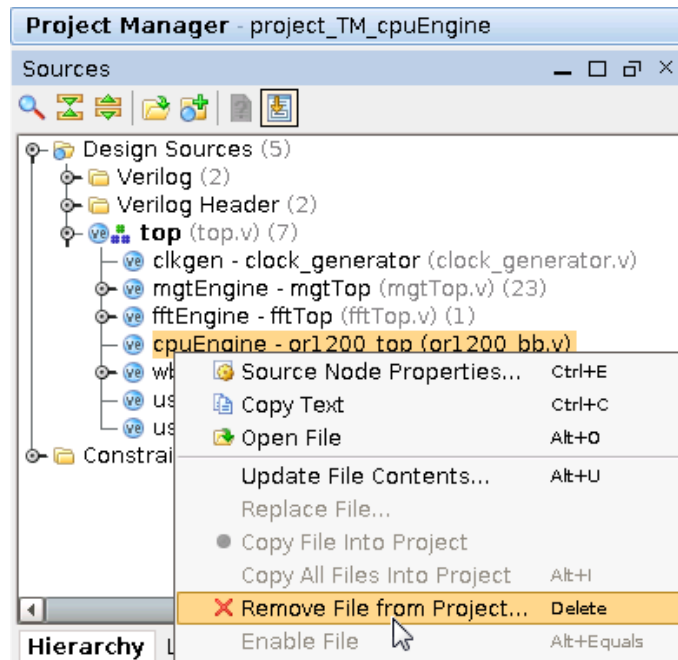 Project Manager - project_TM_cpuEngine
Sources
Design Sources (5)
Verilog (2)
Verilog Header (2)
top (top.v) (7)
clkgen - clock_generator (clock_generator.v)
mgtEngine - mgtTop (mgtTop.v) (23)
fftEngine - fftTop (fftTop.v) (1)
cpuEngine - or1200_top (or1200_bb.v)
Source Node Properties... Ctrl+E
us Copy Text Ctrl+C
us Open File Alt+O
Constrai
Update File Contents... Alt+U
Replace File...
Copy File Into Project
Copy All Files Into Project Alt+I
Remove File from Project... Delete
Hierarchy Enable File Alt+Equals